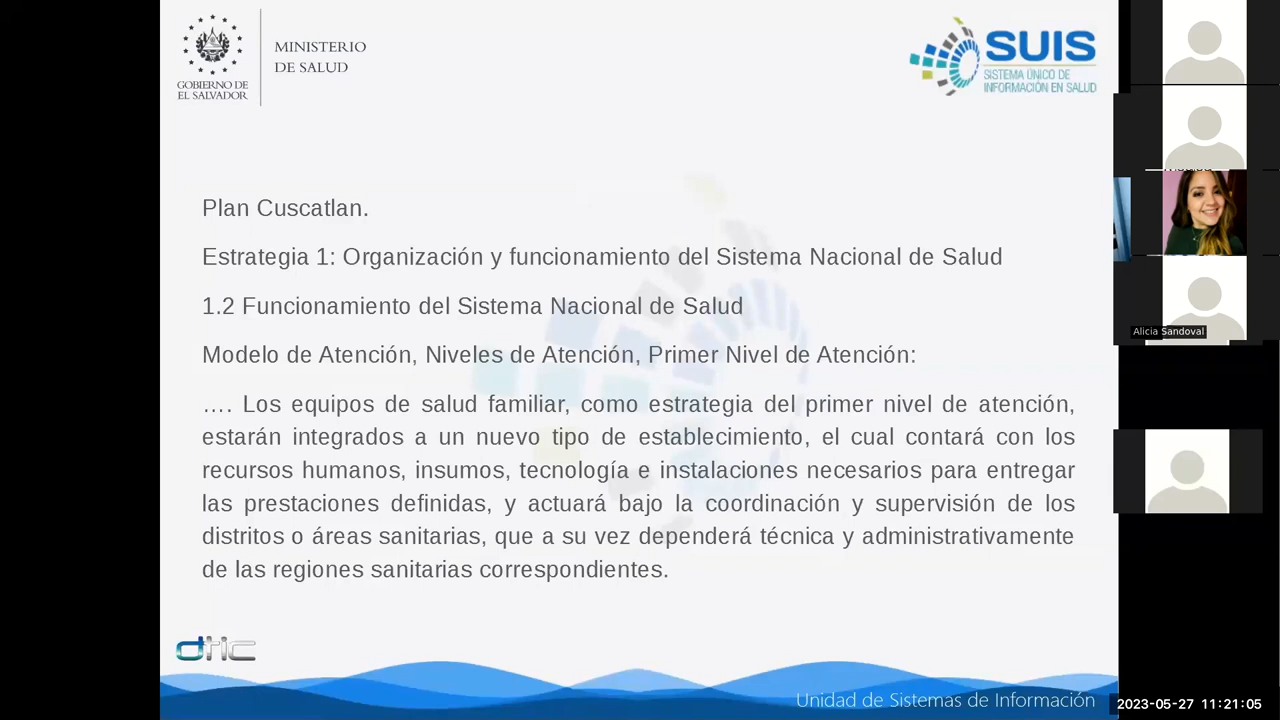 MINISTERIO
DE SALUD
GOBIERNO DE
EL SALVADOR
SUIS
SISTEMA ÚNICO DE
INFORMACIÓN EN SALUD
Plan Cuscatlan.
Estrategia 1: Organización y funcionamiento del Sistema Nacional de Salud
1.2 Funcionamiento del Sistema Nacional de Salud
Modelo de Atención, Niveles de Atención, Primer Nivel de Atención:
.... Los equipos de salud familiar, como estrategia del primer nivel de atención,
estarán integrados a un nuevo tipo de establecimiento, el cual contará con los
recursos humanos, insumos, tecnología e instalaciones necesarios para entregar
las prestaciones definidas, y actuará bajo la coordinación y supervisión de los
distritos o áreas sanitarias, que a su vez dependerá técnica y administrativamente
de las regiones sanitarias correspondientes.
dtic
Unidad de Sistemas de Información
Alicia Sandoval
2023-05-27 11:21:05